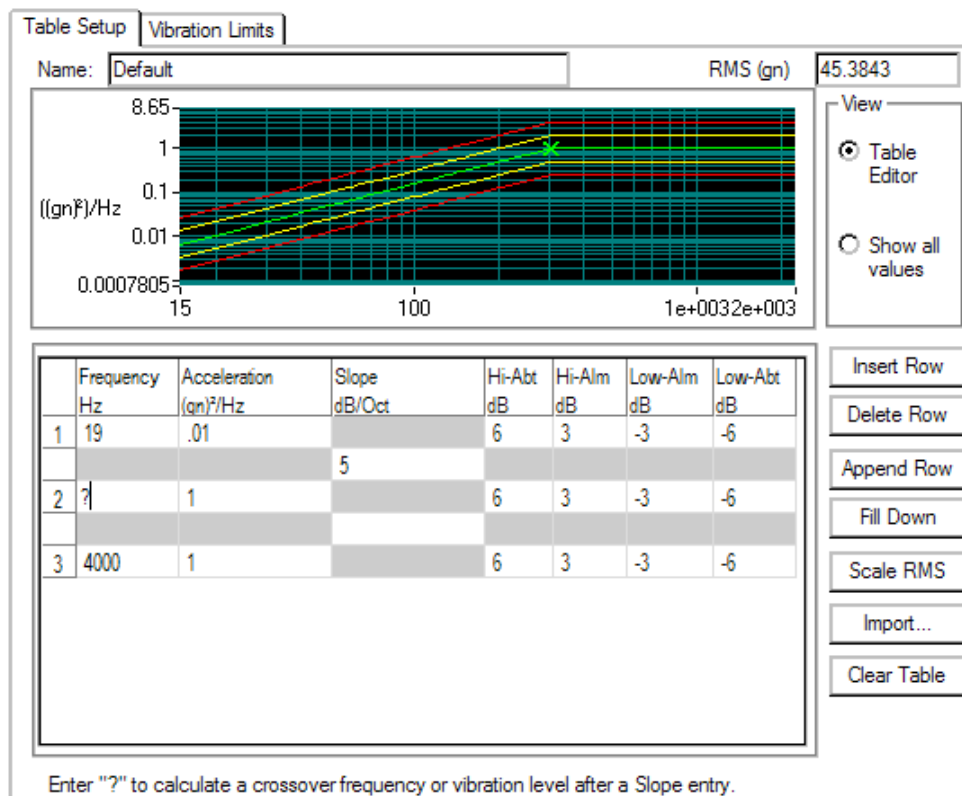 Table Setup Vibration Limits
Name: Default RMS (gn) 45.3843
8.65
1
0.1
((gn)²)/Hz
0.01
0.0007805
15 100 1e+0032e+003
View
Table
Editor
Show all
values
Frequency Acceleration Slope Hi-Abt Hi-Alm Low-Alm Low-Abt
Hz (gn)²/Hz dB/Oct dB dB dB dB
1 19 .01 6 3 -3 -6
5
2 ? 1 6 3 -3 -6
3 4000 1 6 3 -3 -6
Insert Row
Delete Row
Append Row
Fill Down
Scale RMS
Import...
Clear Table
Enter "?" to calculate a crossover frequency or vibration level after a Slope entry.